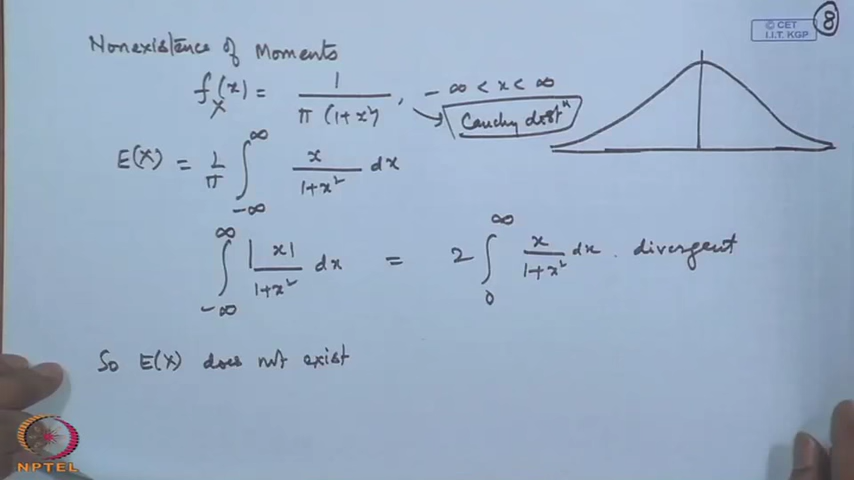 8
© CET
I.I.T. KGP
Nonexistence of Moments
f_X(x) = 1 / π(1+x²), -∞ < x < ∞ → Cauchy distⁿ
E(X) = 1/π ∫_{-∞}^{∞} x/(1+x²) dx
∫_{-∞}^{∞} |x|/(1+x²) dx = 2 ∫_0^∞ x/(1+x²) dx . divergent
So E(X) does not exist
NPTEL